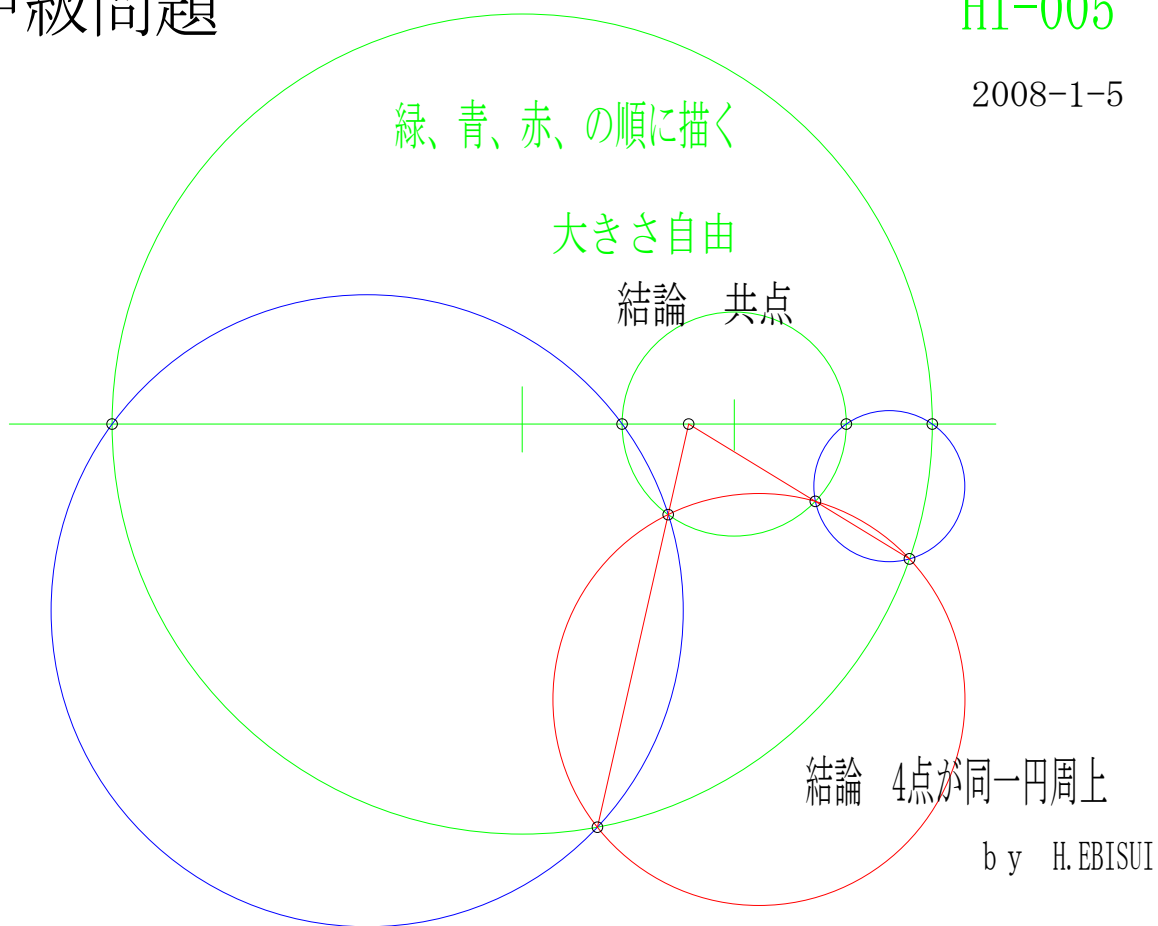 級問題
HI-005
2008-1-5
緑、青、赤、の順に描く
大きさ自由
結論 共点
結論 4点が同一円周上
by H.EBISUI